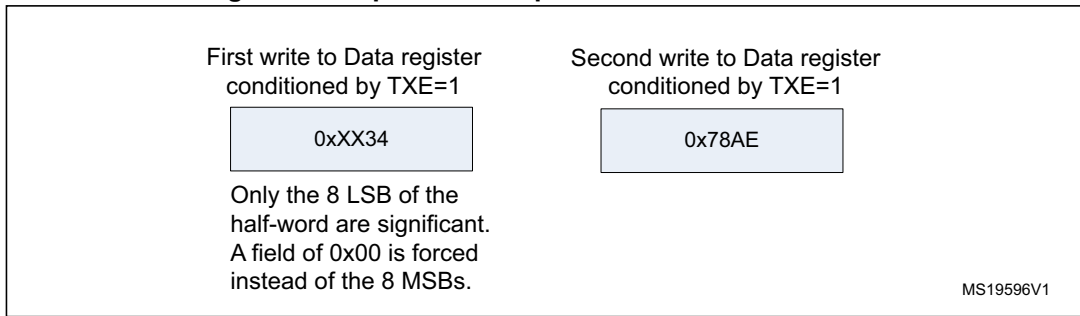 First write to Data register
conditioned by TXE=1
0xXX34
Only the 8 LSB of the
half-word are significant.
A field of 0x00 is forced
instead of the 8 MSBs.
Second write to Data register
conditioned by TXE=1
0x78AE
MS19596V1